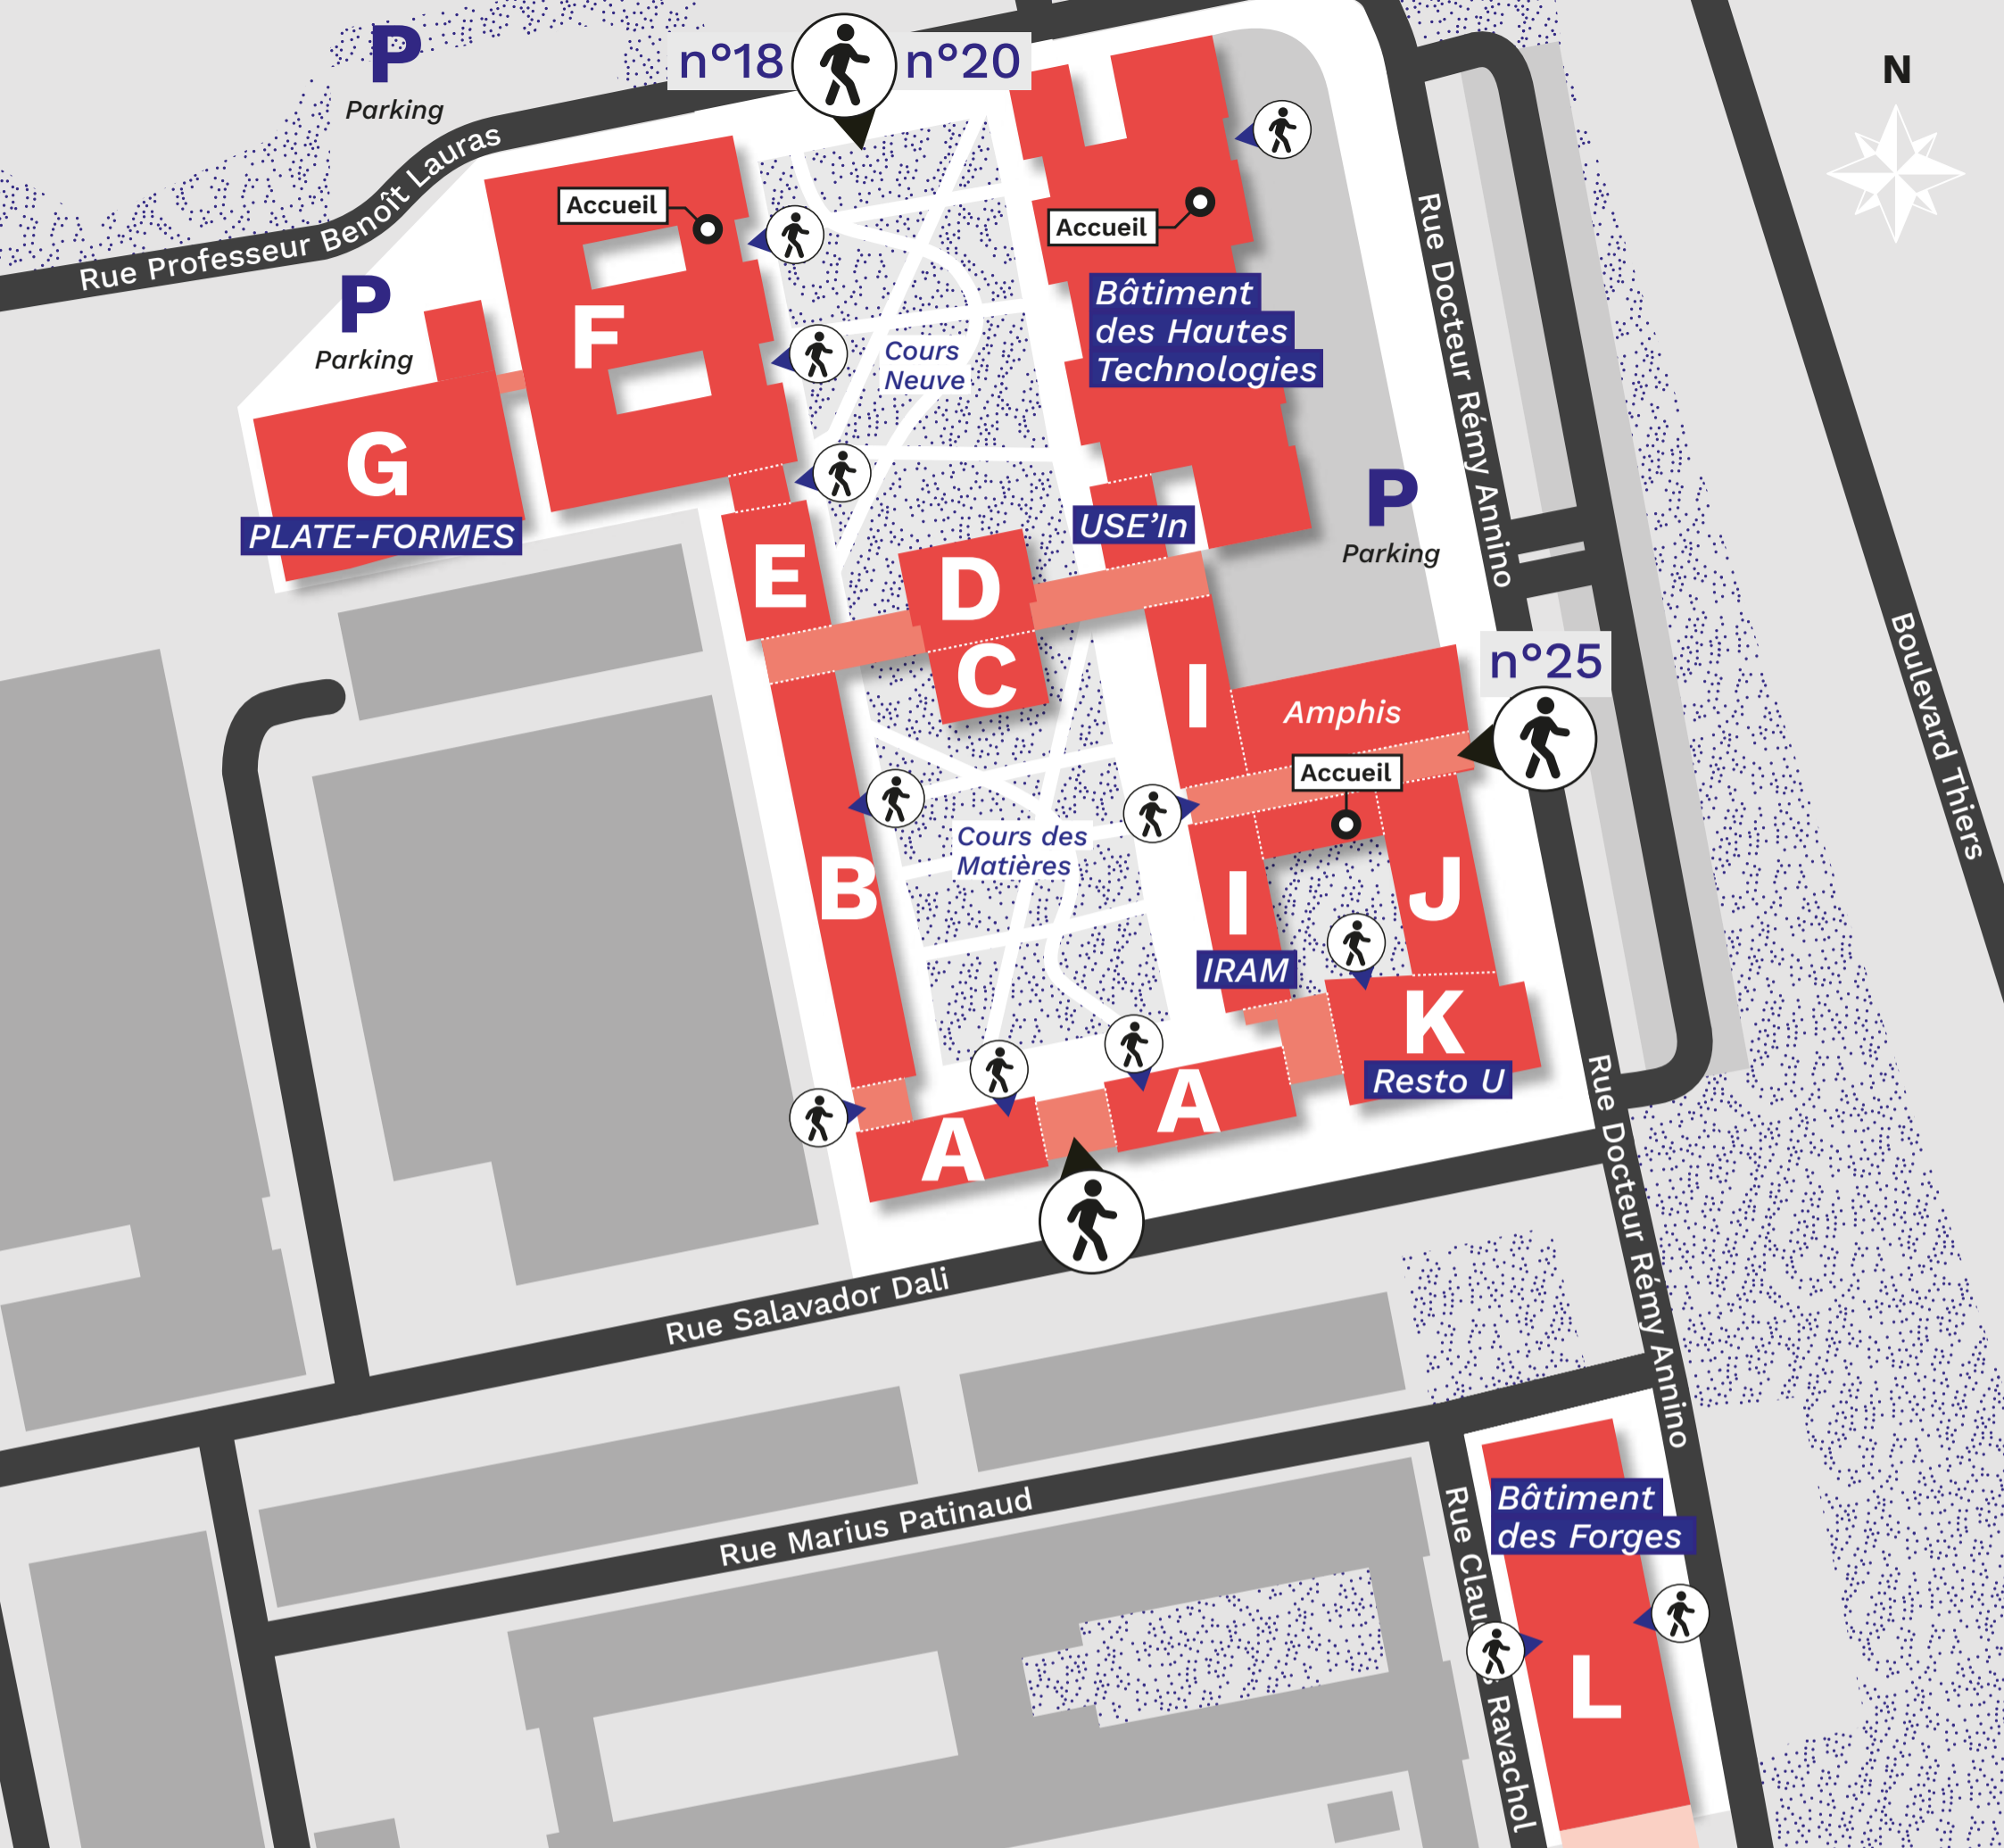 P
Parking
n°18
n°20
N
Rue Professeur Benoît Lauras
Accueil
Accueil
P
Parking
F
Cours
Neuve
Bâtiment
des Hautes
Technologies
Rue Docteur Rémy Annino
G
PLATE-FORMES
E
D
C
USE'In
P
Parking
n°25
Boulevard Thiers
I
Amphis
Accueil
B
Cours des
Matières
I
IRAM
J
K
Resto U
A
A
Rue Salavador Dali
Rue Docteur Rémy Annino
Rue Marius Patinaud
Bâtiment
des Forges
L
Rue Clau
Ravachol